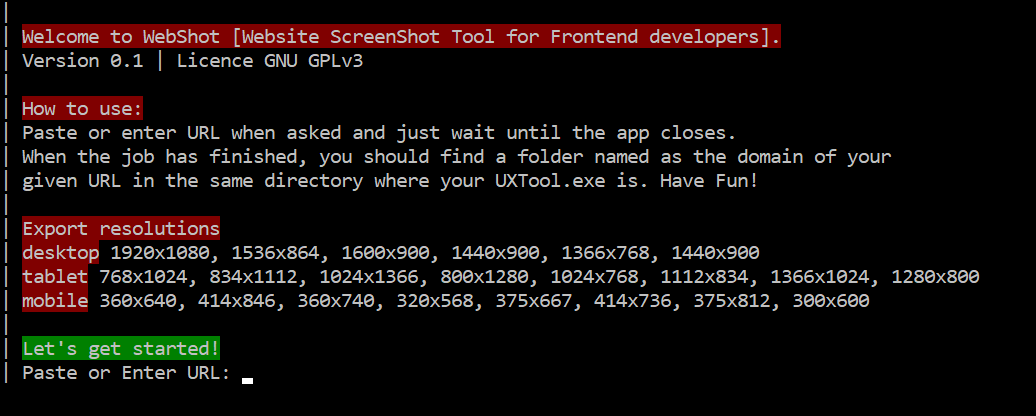 Welcome to WebShot [Website ScreenShot Tool for Frontend developers].
Version 0.1 | Licence GNU GPLv3
How to use:
Paste or enter URL when asked and just wait until the app closes.
When the job has finished, you should find a folder named as the domain of your
given URL in the same directory where your UXTool.exe is. Have Fun!
Export resolutions
desktop 1920x1080, 1536x864, 1600x900, 1440x900, 1366x768, 1440x900
tablet 768x1024, 834x1112, 1024x1366, 800x1280, 1024x768, 1112x834, 1366x1024, 1280x800
mobile 360x640, 414x846, 360x740, 320x568, 375x667, 414x736, 375x812, 300x600
Let's get started!
Paste or Enter URL: